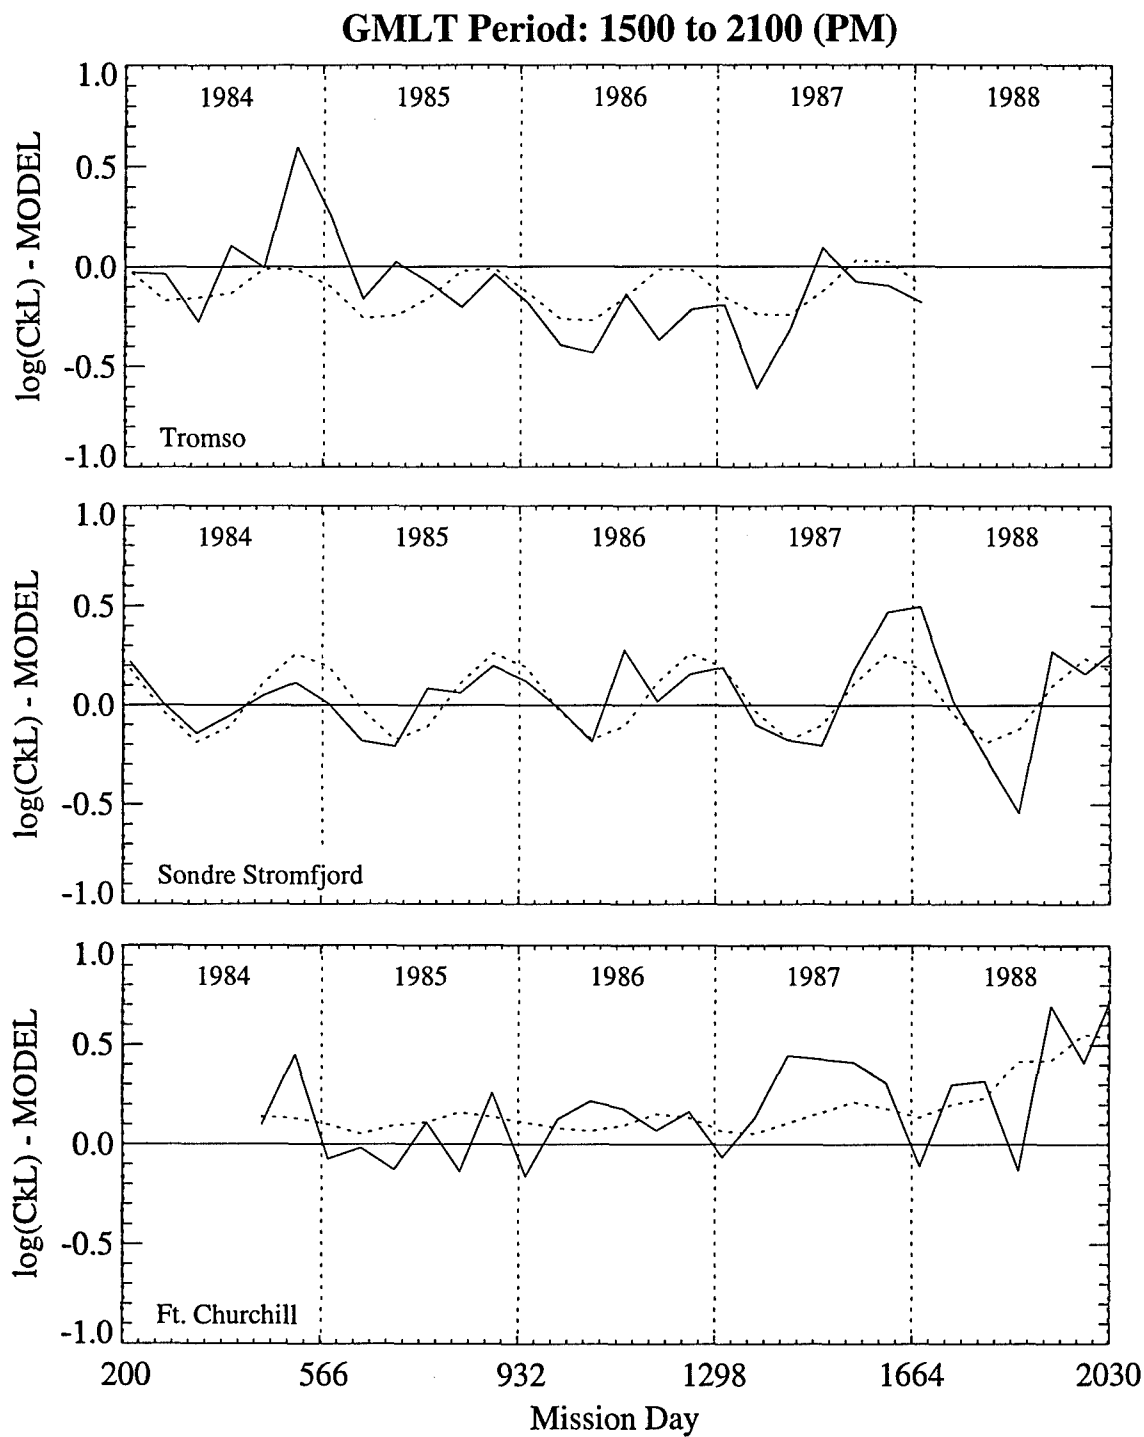 GMLT Period: 1500 to 2100 (PM)
1.0
0.5
0.0
-0.5
-1.0
log(CkL) - MODEL
1984 1985 1986 1987 1988
Tromso
1.0
0.5
0.0
-0.5
-1.0
log(CkL) - MODEL
1984 1985 1986 1987 1988
Sondre Stromfjord
1.0
0.5
0.0
-0.5
-1.0
log(CkL) - MODEL
1984 1985 1986 1987 1988
Ft. Churchill
200 566 932 1298 1664 2030
Mission Day